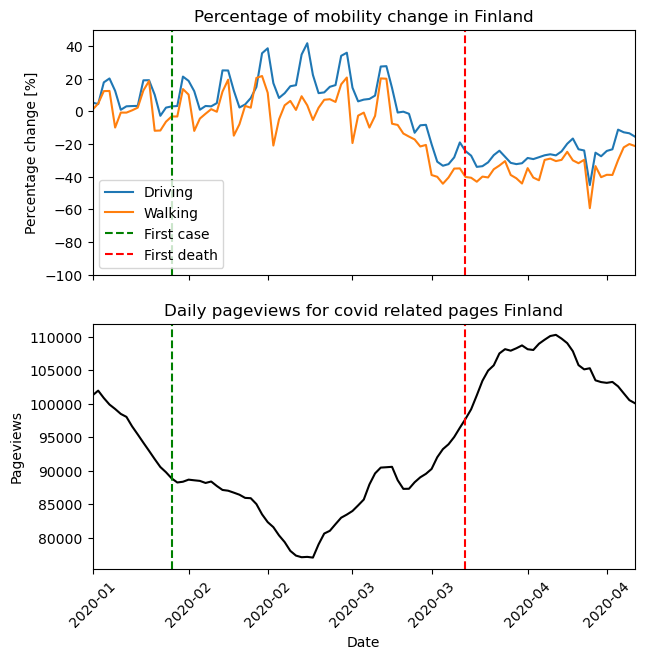 Percentage of mobility change in Finland
Percentage change [%]
40
20
0
−20
−40
−60
−80
−100
Driving
Walking
First case
First death
Daily pageviews for covid related pages Finland
Pageviews
110000
105000
100000
95000
90000
85000
80000
2020-01
2020-02
2020-02
2020-03
2020-03
2020-04
2020-04
Date